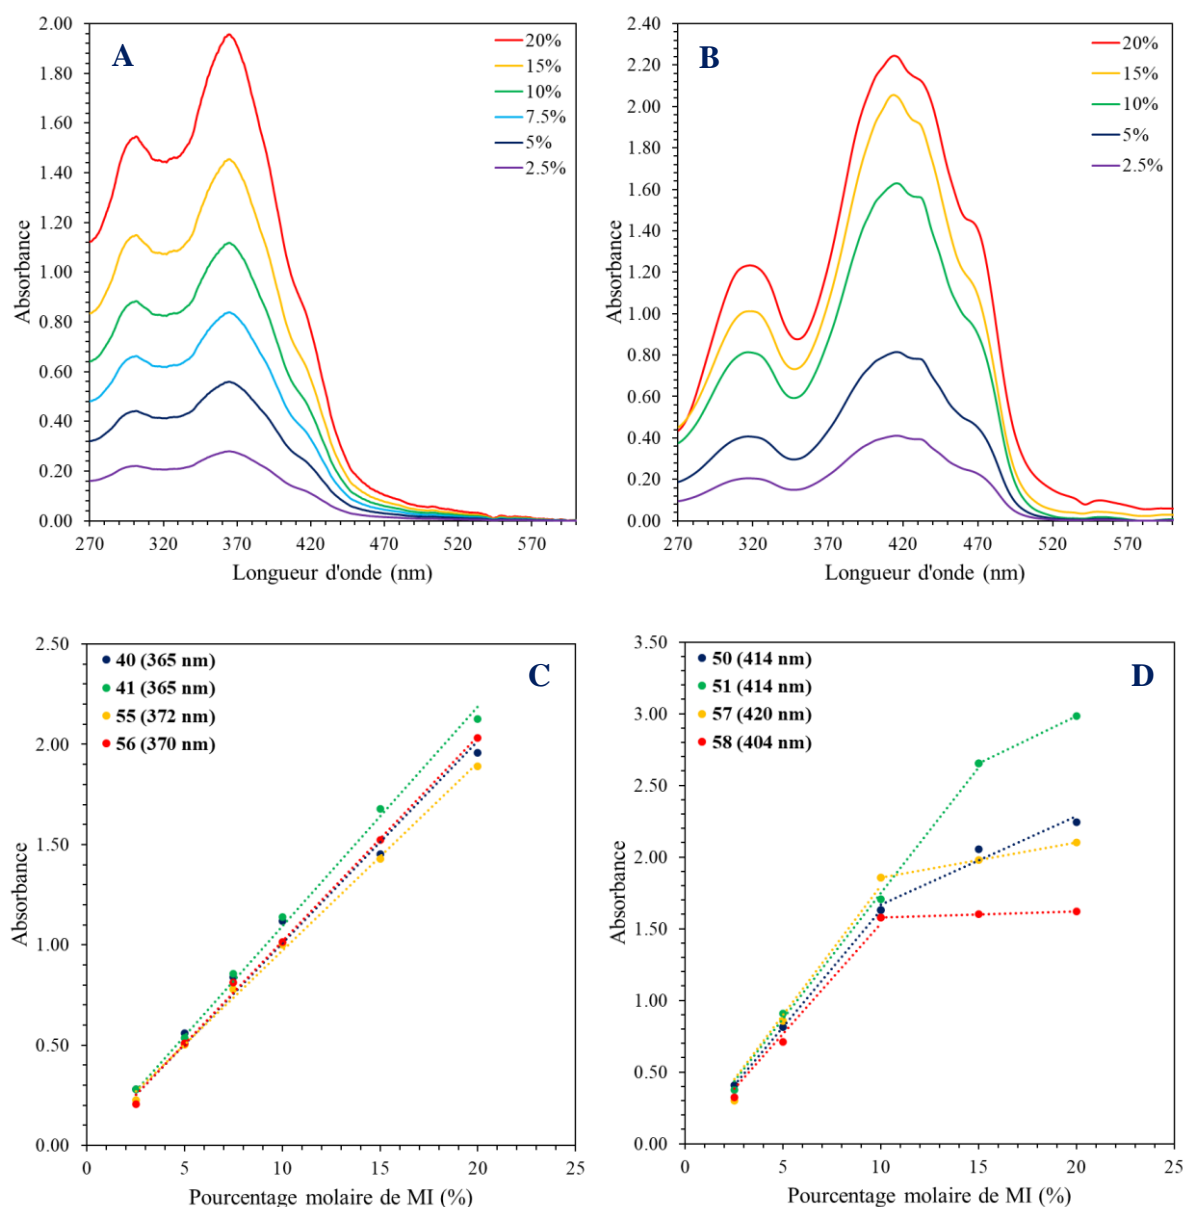 A
20%
15%
10%
7.5%
5%
2.5%
2.00
1.80
1.60
1.40
1.20
1.00
0.80
0.60
0.40
0.20
0.00
Absorbance
270 320 370 420 470 520 570
Longueur d'onde (nm)
B
20%
15%
10%
5%
2.5%
2.40
2.20
2.00
1.80
1.60
1.40
1.20
1.00
0.80
0.60
0.40
0.20
0.00
Absorbance
270 320 370 420 470 520 570
Longueur d'onde (nm)
C
40 (365 nm)
41 (365 nm)
55 (372 nm)
56 (370 nm)
2.50
2.00
1.50
1.00
0.50
0.00
Absorbance
0 5 10 15 20 25
Pourcentage molaire de MI (%)
D
50 (414 nm)
51 (414 nm)
57 (420 nm)
58 (404 nm)
3.50
3.00
2.50
2.00
1.50
1.00
0.50
0.00
Absorbance
0 5 10 15 20 25
Pourcentage molaire de MI (%)